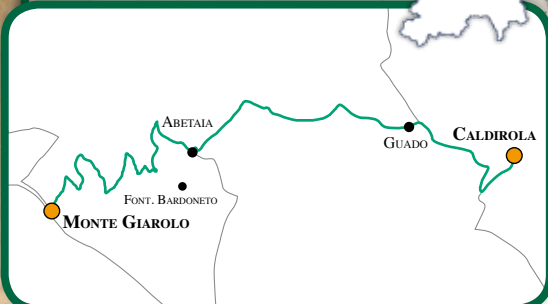 ABETAIA
GUADO
CALDIROLA
FONT. BARDONETO
MONTE GIAROLO